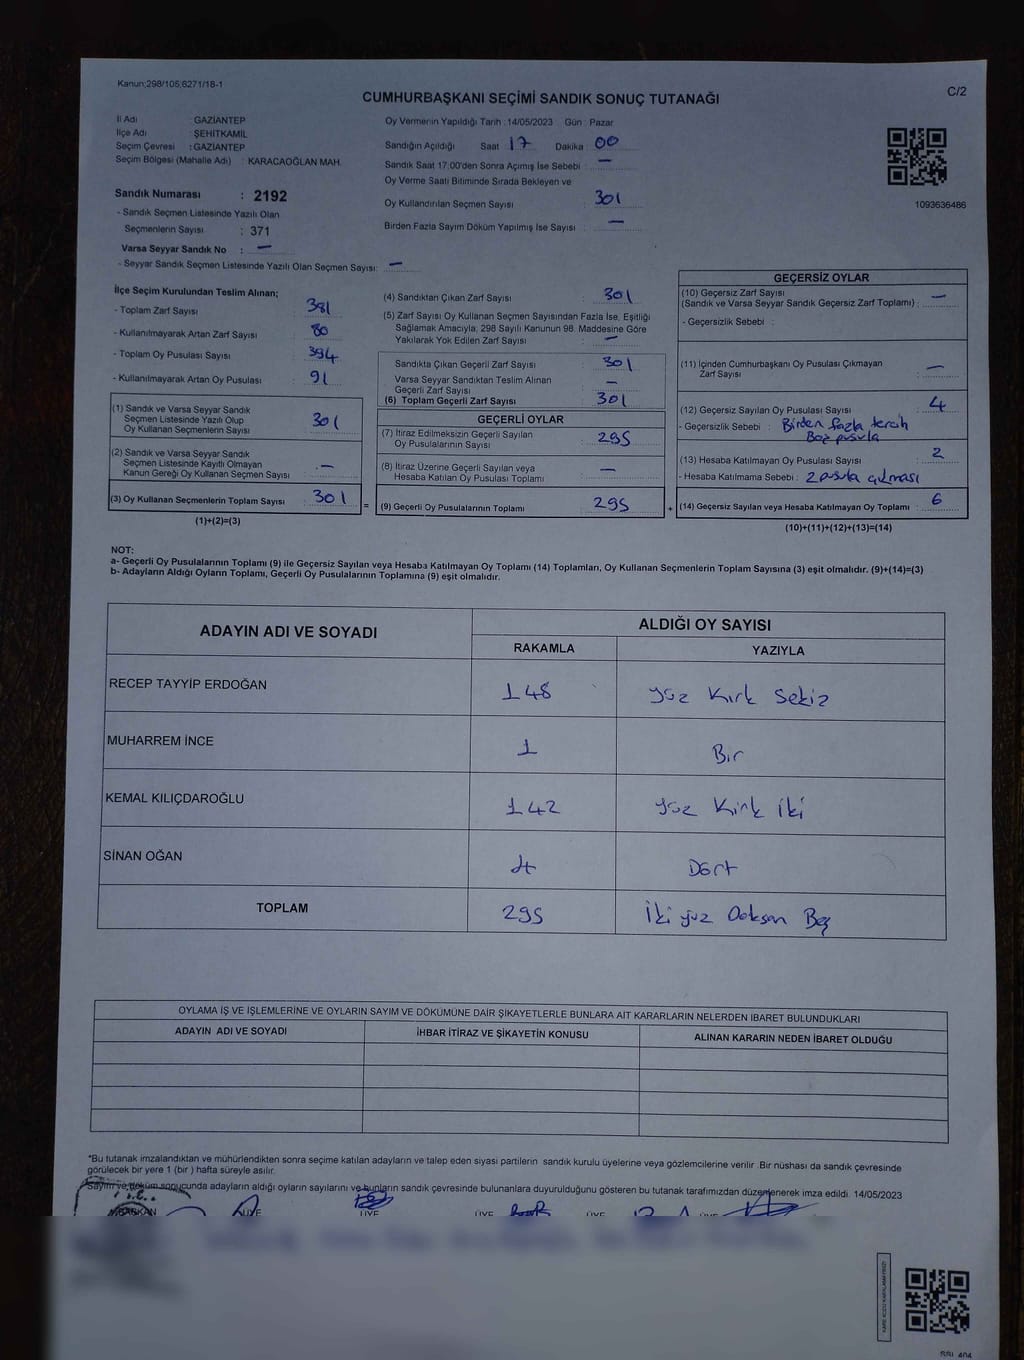 Kanun:298/105;6271/18-1
C/2
CUMHURBAŞKANI SEÇİMİ SANDIK SONUÇ TUTANAĞI
İl Adı : GAZİANTEP
İlçe Adı : ŞEHİTKAMİL
Seçim Çevresi : GAZİANTEP
Seçim Bölgesi (Mahalle Adı) : KARACAOĞLAN MAH.
Sandık Numarası : 2192
- Sandık Seçmen Listesinde Yazılı Olan
Seçmenlerin Sayısı : 371
Varsa Seyyar Sandık No : —
- Seyyar Sandık Seçmen Listesinde Yazılı Olan Seçmen Sayısı: —
Oy Vermenin Yapıldığı Tarih : 14/05/2023 Gün : Pazar
Sandığın Açıldığı Saat 17 Dakika 00
Sandık Saat 17:00'den Sonra Açımış İse Sebebi : —
Oy Verme Saati Bitiminde Sırada Bekleyen ve
Oy Kullandırılan Seçmen Sayısı 301
Birden Fazla Sayım Döküm Yapılmış İse Sayısı : —
1093636486
İlçe Seçim Kurulundan Teslim Alınan;
- Toplam Zarf Sayısı : 381
- Kullanılmayarak Artan Zarf Sayısı : 80
- Toplam Oy Pusulası Sayısı : 394
- Kullanılmayarak Artan Oy Pusulası : 91
(1) Sandık ve Varsa Seyyar Sandık
Seçmen Listesinde Yazılı Olup
Oy Kullanan Seçmenlerin Sayısı : 301
(2) Sandık ve Varsa Seyyar Sandık
Seçmen Listesinde Kayıtlı Olmayan
Kanun Gereği Oy Kullanan Seçmen Sayısı : —
(3) Oy Kullanan Seçmenlerin Toplam Sayısı : 301
(1)+(2)=(3)
=
(4) Sandıktan Çıkan Zarf Sayısı : 301
(5) Zarf Sayısı Oy Kullanan Seçmen Sayısından Fazla İse, Eşitliği
Sağlamak Amacıyla, 298 Sayılı Kanunun 98. Maddesine Göre
Yakılarak Yok Edilen Zarf Sayısı : —
Sandıkta Çıkan Geçerli Zarf Sayısı : 301
Varsa Seyyar Sandıktan Teslim Alınan
Geçerli Zarf Sayısı : —
(6) Toplam Geçerli Zarf Sayısı : 301
GEÇERLİ OYLAR
(7) İtiraz Edilmeksizin Geçerli Sayılan
Oy Pusulalarının Sayısı : 295
(8) İtiraz Üzerine Geçerli Sayılan veya
Hesaba Katılan Oy Pusulası Toplamı : —
(9) Geçerli Oy Pusulalarının Toplamı : 295
+
GEÇERSİZ OYLAR
(10) Geçersiz Zarf Sayısı
(Sandık ve Varsa Seyyar Sandık Geçersiz Zarf Toplamı) : —
- Geçersizlik Sebebi :
(11) İçinden Cumhurbaşkanı Oy Pusulası Çıkmayan
Zarf Sayısı : —
(12) Geçersiz Sayılan Oy Pusulası Sayısı : 4
- Geçersizlik Sebebi : Birden fazla tercih
Boş pusula
(13) Hesaba Katılmayan Oy Pusulası Sayısı : 2
- Hesaba Katılmama Sebebi : 2 pusula çıkması
(14) Geçersiz Sayılan veya Hesaba Katılmayan Oy Toplamı : 6
(10)+(11)+(12)+(13)=(14)
NOT:
a- Geçerli Oy Pusulalarının Toplamı (9) ile Geçersiz Sayılan veya Hesaba Katılmayan Oy Toplamı (14) Toplamları, Oy Kullanan Seçmenlerin Toplam Sayısına (3) eşit olmalıdır. (9)+(14)=(3)
b- Adayların Aldığı Oyların Toplamı, Geçerli Oy Pusulalarının Toplamına (9) eşit olmalıdır.
ADAYIN ADI VE SOYADI ALDIĞI OY SAYISI
RAKAMLA YAZIYLA
RECEP TAYYİP ERDOĞAN 148 yüz Kırk Sekiz
MUHARREM İNCE 1 Bir
KEMAL KILIÇDAROĞLU 142 yüz Kırk İki
SİNAN OĞAN 4 Dört
TOPLAM 295 İki yüz Doksan Beş
OYLAMA İŞ VE İŞLEMLERİNE VE OYLARIN SAYIM VE DÖKÜMÜNE DAİR ŞİKAYETLERLE BUNLARA AİT KARARLARIN NELERDEN İBARET BULUNDUKLARI
ADAYIN ADI VE SOYADI İHBAR İTİRAZ VE ŞİKAYETİN KONUSU ALINAN KARARIN NEDEN İBARET OLDUĞU
*Bu tutanak imzalandıktan ve mühürlendikten sonra seçime katılan adayların ve talep eden siyasi partilerin sandık kurulu üyelerine veya gözlemcilerine verilir .Bir nüshası da sandık çevresinde
görülecek bir yere 1 (bir ) hafta süreyle asılır.
Sayım ve döküm sonucunda adayların aldığı oyların sayılarını ve bunların sandık çevresinde bulunanlara duyurulduğunu gösteren bu tutanak tarafımızdan düzenlenerek imza edildi. 14/05/2023
BAŞKAN ÜYE ÜYE ÜYE ÜYE ÜYE